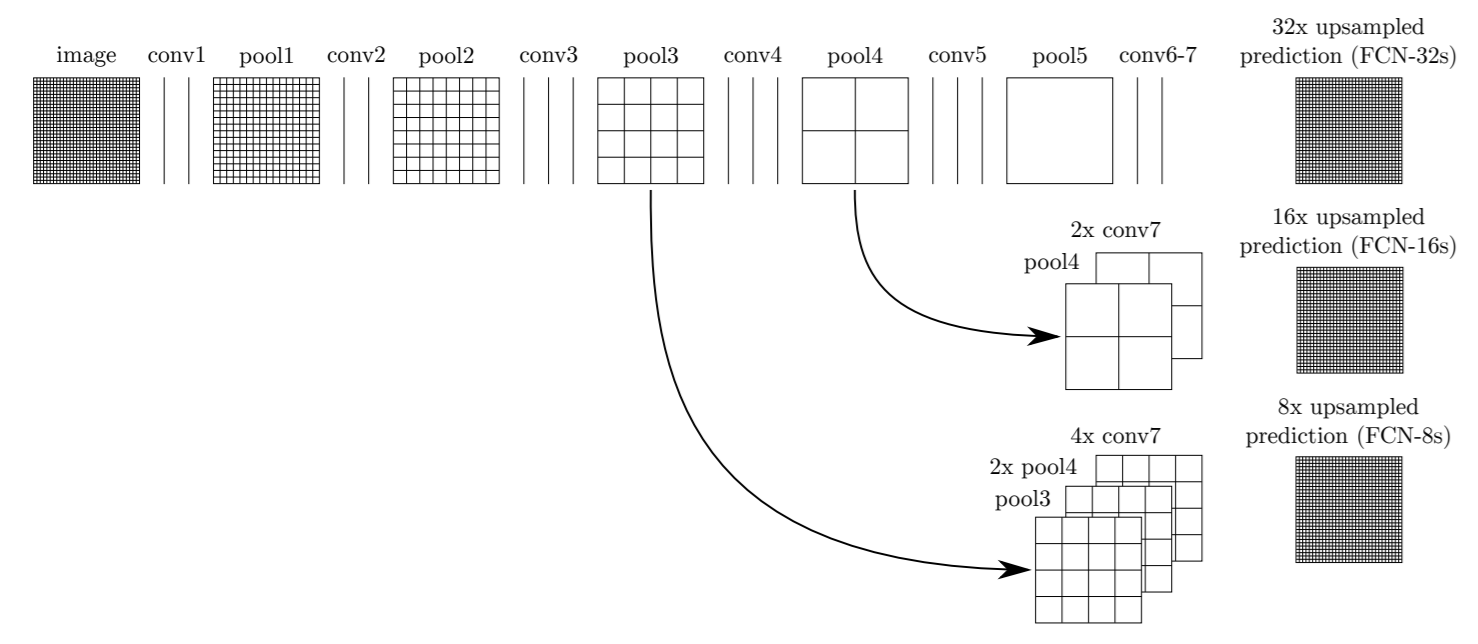 image
conv1
pool1
conv2
pool2
conv3
pool3
conv4
pool4
conv5
pool5
conv6-7
32x upsampled
prediction (FCN-32s)
2x conv7
pool4
16x upsampled
prediction (FCN-16s)
4x conv7
2x pool4
pool3
8x upsampled
prediction (FCN-8s)